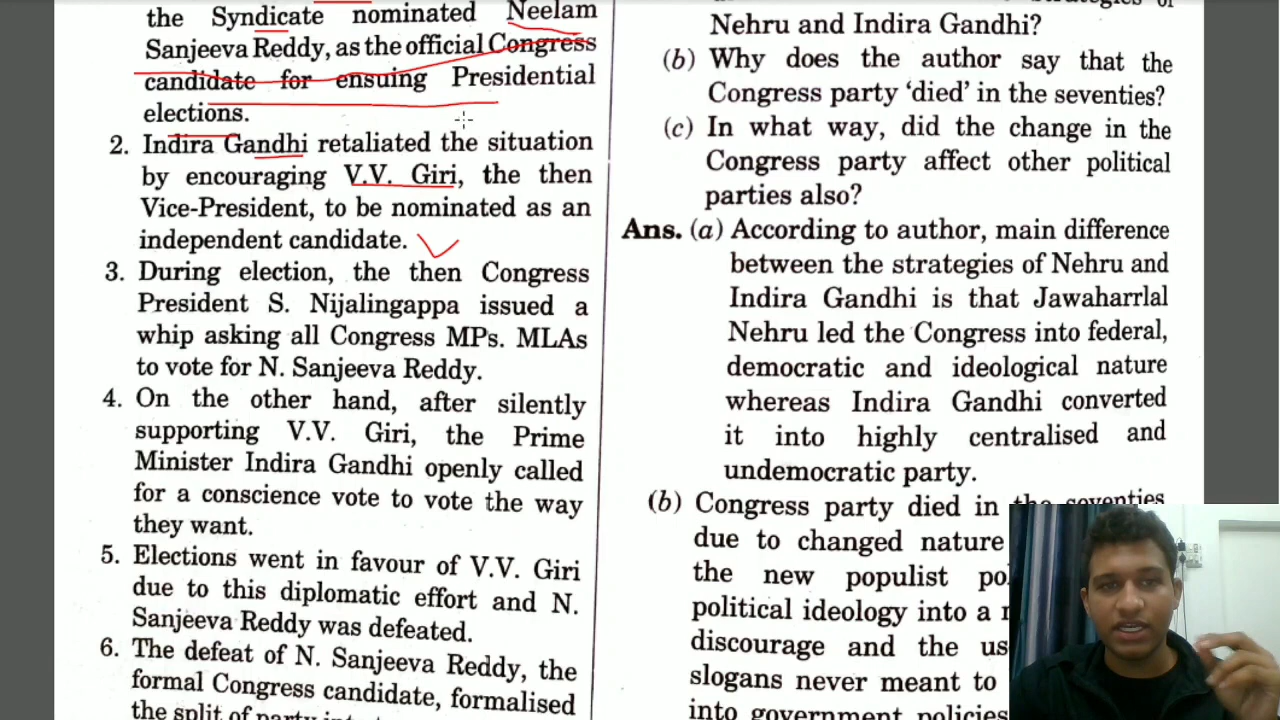 the Syndicate nominated Neelam
Sanjeeva Reddy, as the official Congress
candidate for ensuing Presidential
elections.
2. Indira Gandhi retaliated the situation
by encouraging V.V. Giri, the then
Vice-President, to be nominated as an
independent candidate.
3. During election, the then Congress
President S. Nijalingappa issued a
whip asking all Congress MPs. MLAs
to vote for N. Sanjeeva Reddy.
4. On the other hand, after silently
supporting V.V. Giri, the Prime
Minister Indira Gandhi openly called
for a conscience vote to vote the way
they want.
5. Elections went in favour of V.V. Giri
due to this diplomatic effort and N.
Sanjeeva Reddy was defeated.
6. The defeat of N. Sanjeeva Reddy, the
formal Congress candidate, formalised
the split of party
Nehru and Indira Gandhi?
(b) Why does the author say that the
Congress party 'died' in the seventies?
(c) In what way, did the change in the
Congress party affect other political
parties also?
Ans. (a) According to author, main difference
between the strategies of Nehru and
Indira Gandhi is that Jawaharrlal
Nehru led the Congress into federal,
democratic and ideological nature
whereas Indira Gandhi converted
it into highly centralised and
undemocratic party.
(b) Congress party died in the seventies
due to changed nature
the new populist
political ideology into a
discourage and the
slogans never meant to
into government policies